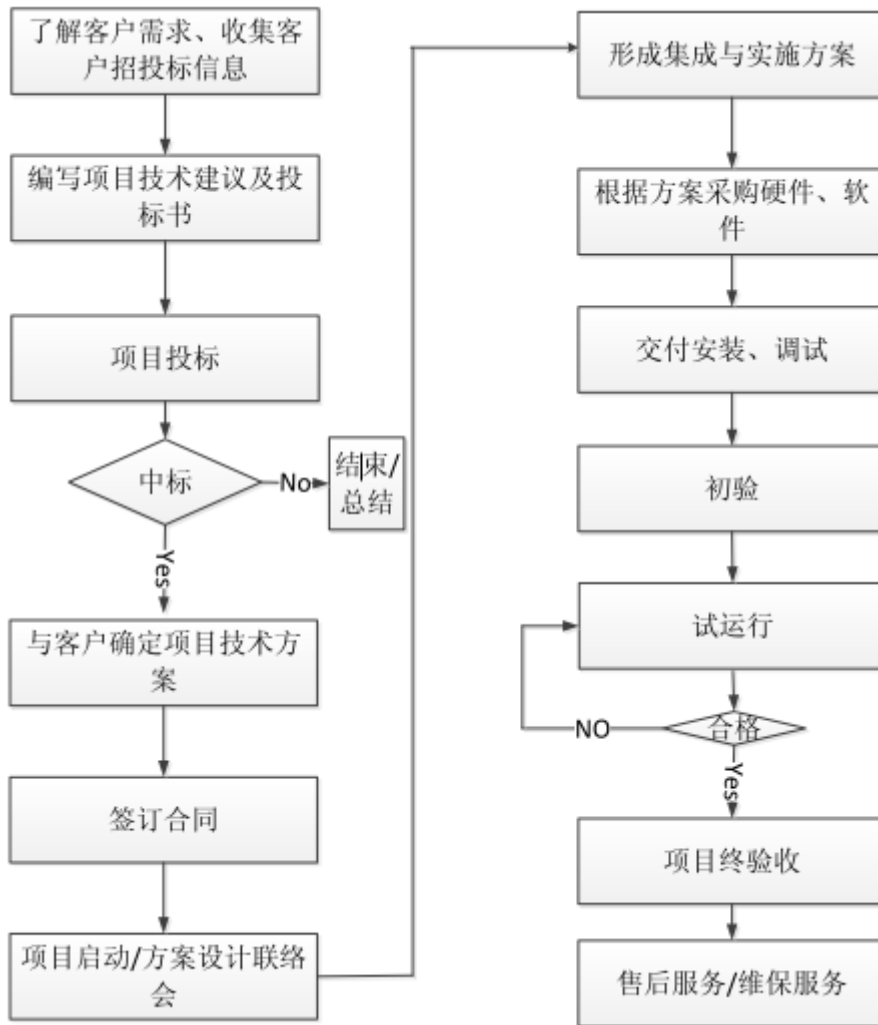 了解客户需求、收集客
户招投标信息
编写项目技术建议及投
标书
项目投标
中标
No
结束/
总结
Yes
与客户确定项目技术方
案
签订合同
项目启动/方案设计联络
会
形成集成与实施方案
根据方案采购硬件、软
件
交付安装、调试
初验
试运行
合格
NO
Yes
项目终验收
售后服务/维保服务